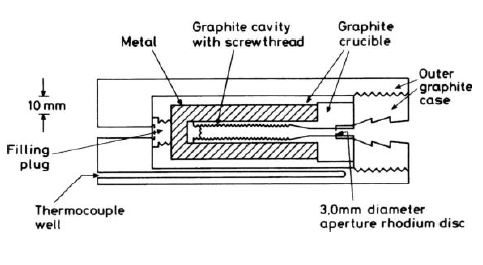 Graphite cavity
with screwthread
Graphite
crucible
Metal
Outer
graphite
case
10 mm
Filling
plug
Thermocouple
well
3,0mm diameter
aperture rhodium disc